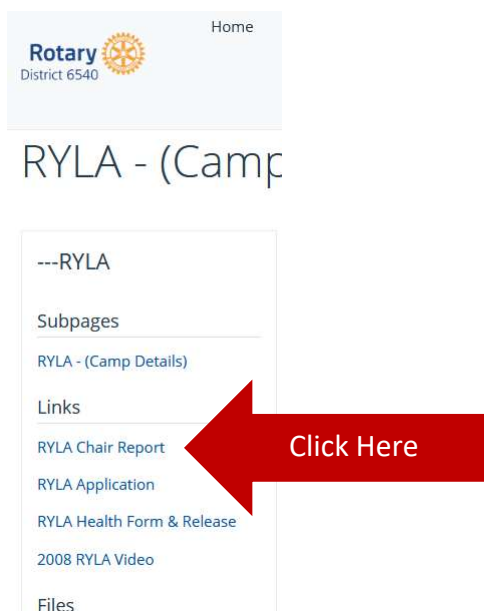 Home
Rotary
District 6540
RYLA - (Camp
---RYLA
Subpages
RYLA - (Camp Details)
Links
RYLA Chair Report
Click Here
RYLA Application
RYLA Health Form & Release
2008 RYLA Video
Files